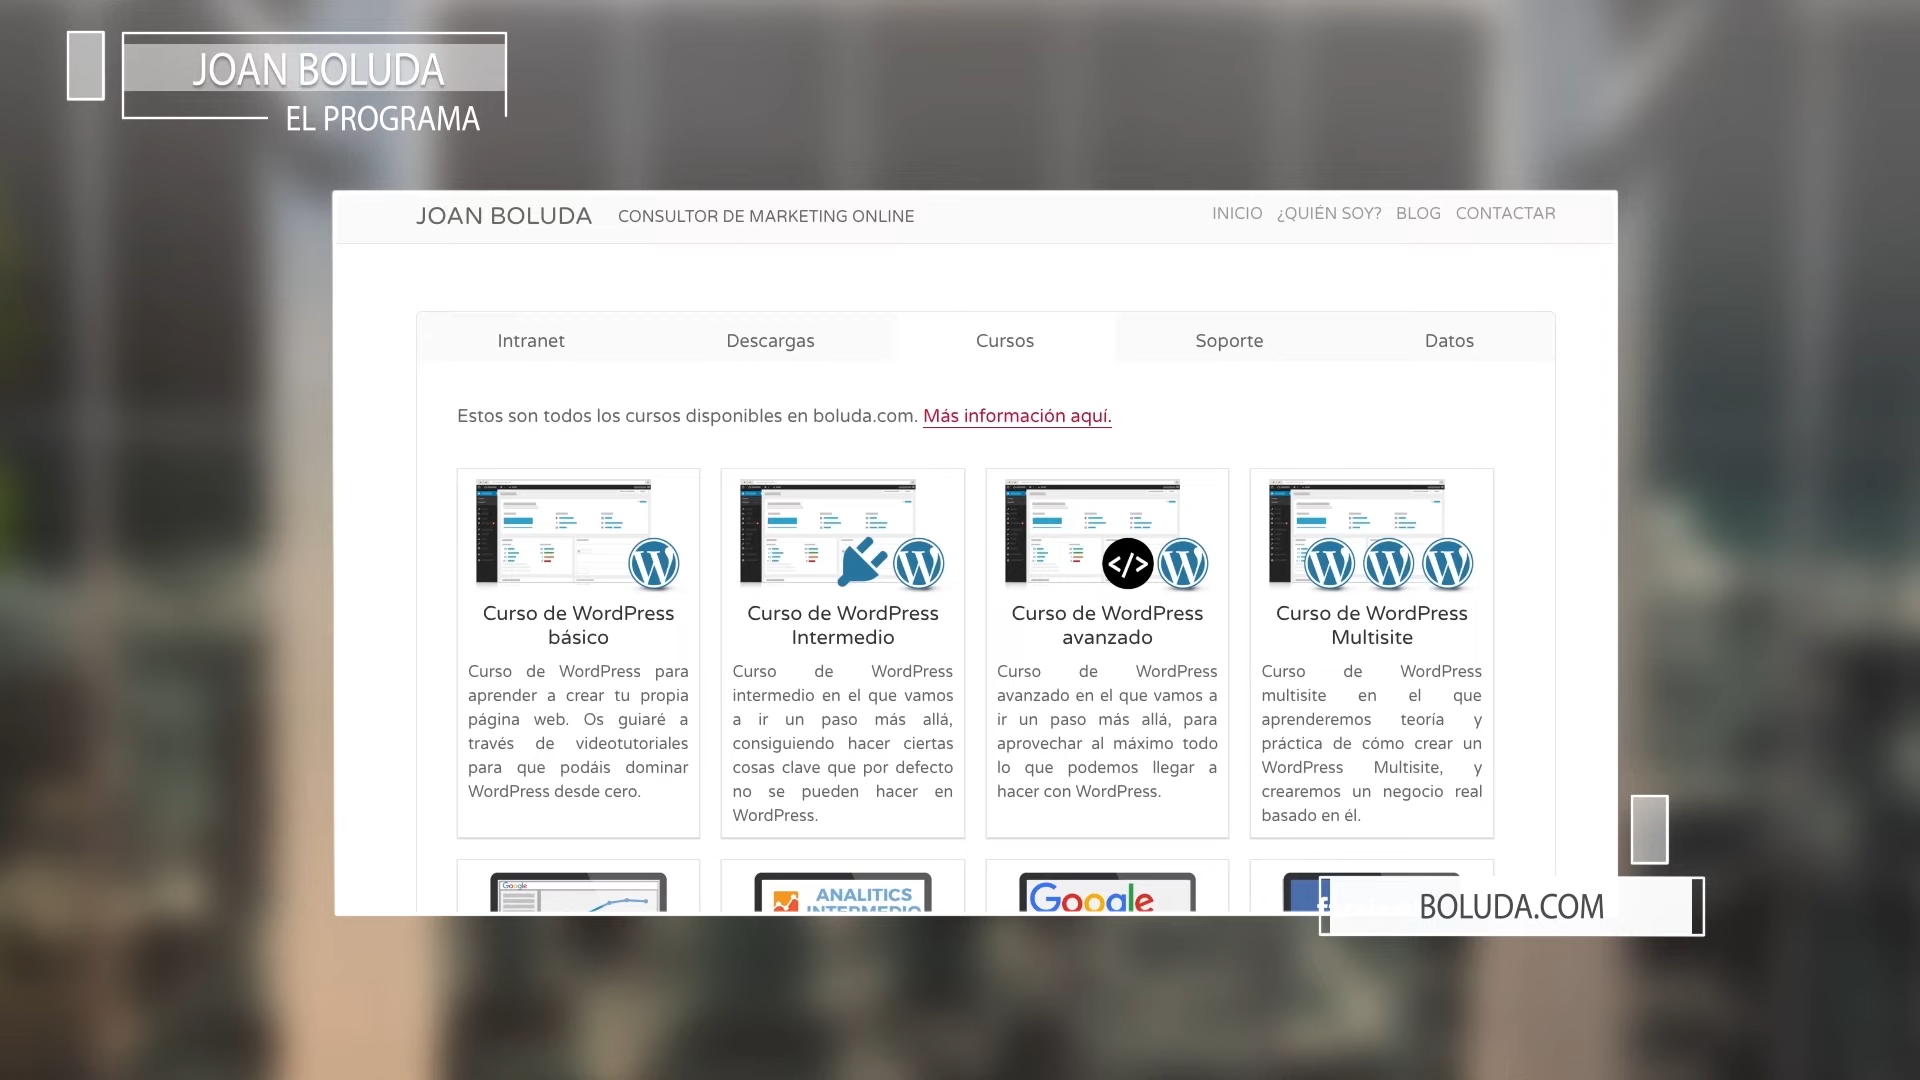 JOAN BOLUDA
EL PROGRAMA
JOAN BOLUDA CONSULTOR DE MARKETING ONLINE INICIO ¿QUIÉN SOY? BLOG CONTACTAR
Intranet Descargas Cursos Soporte Datos
Estos son todos los cursos disponibles en boluda.com. Más información aquí.
Curso de WordPress
básico
Curso de WordPress para
aprender a crear tu propia
página web. Os guiaré a
través de videotutoriales
para que podáis dominar
WordPress desde cero.
Curso de WordPress
Intermedio
Curso de WordPress
intermedio en el que vamos
a ir un paso más allá,
consiguiendo hacer ciertas
cosas clave que por defecto
no se pueden hacer en
WordPress.
Curso de WordPress
avanzado
Curso de WordPress
avanzado en el que vamos a
ir un paso más allá, para
aprovechar al máximo todo
lo que podemos llegar a
hacer con WordPress.
Curso de WordPress
Multisite
Curso de WordPress
multisite en el que
aprenderemos teoría y
práctica de cómo crear un
WordPress Multisite, y
crearemos un negocio real
basado en él.
Google
ANALITICS
INTERMEDIO
Google
BOLUDA.COM